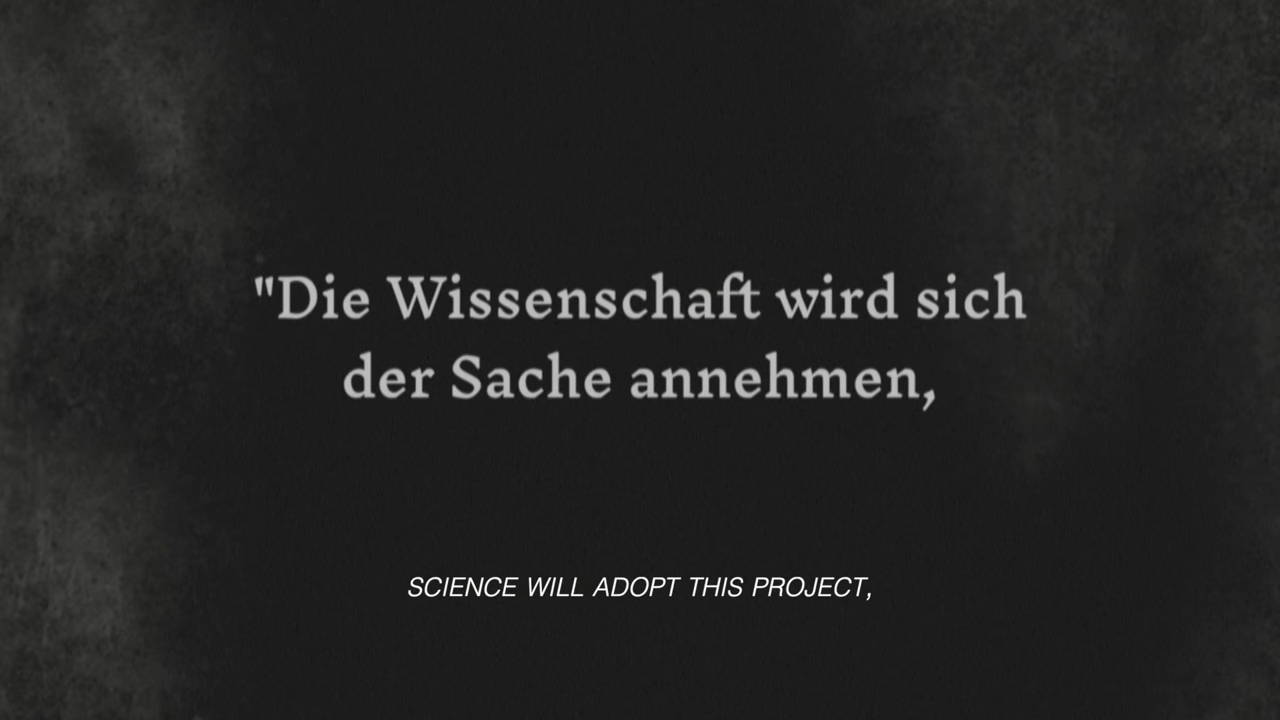 "Die Wissenschaft wird sich
der Sache annehmen,
SCIENCE WILL ADOPT THIS PROJECT,